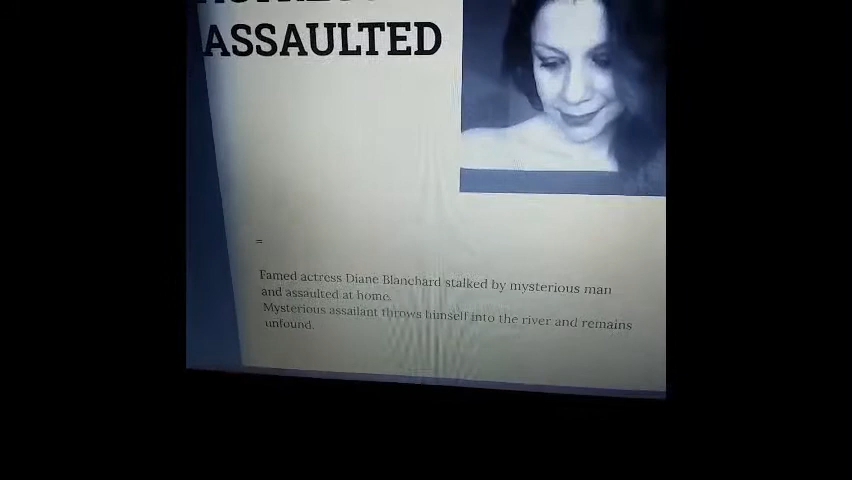 ASSAULTED
=
Famed actress Diane Blanchard stalked by mysterious man
and assaulted at home.
Mysterious assailant throws himself into the river and remains
unfound.